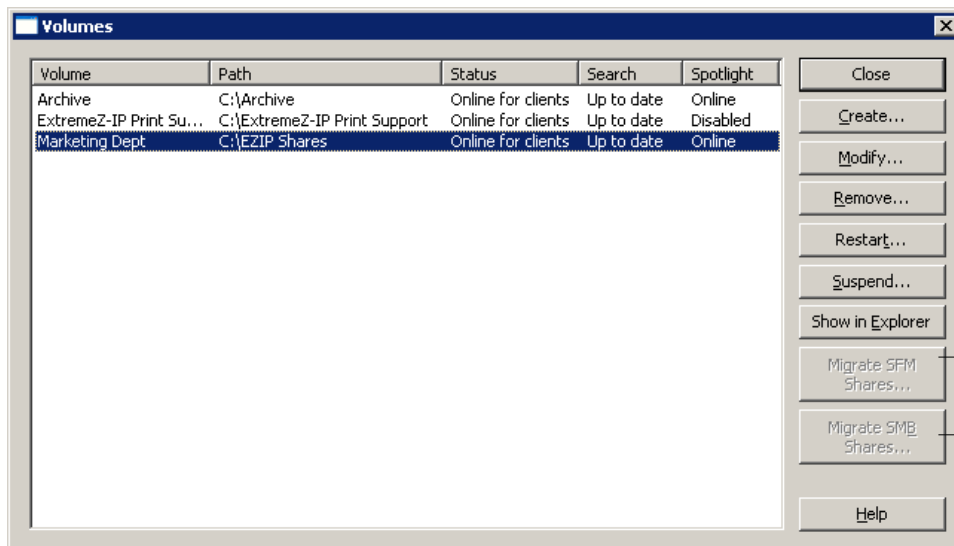 Volumes
Volume Path Status Search Spotlight
Archive C:\Archive Online for clients Up to date Online
ExtremeZ-IP Print Su... C:\ExtremeZ-IP Print Support Online for clients Up to date Disabled
Marketing Dept C:\EZIP Shares Online for clients Up to date Online
Close
Create...
Modify...
Remove...
Restart...
Suspend...
Show in Explorer
Migrate SFM
Shares...
Migrate SMB
Shares...
Help